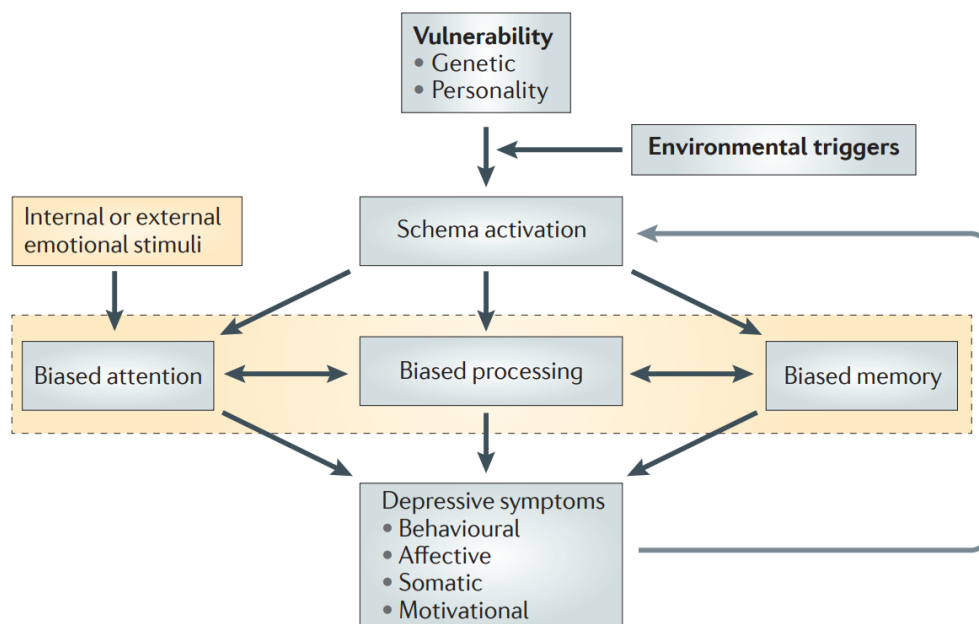 Vulnerability
• Genetic
• Personality
Environmental triggers
Internal or external
emotional stimuli
Schema activation
Biased attention
Biased processing
Biased memory
Depressive symptoms
• Behavioural
• Affective
• Somatic
• Motivational